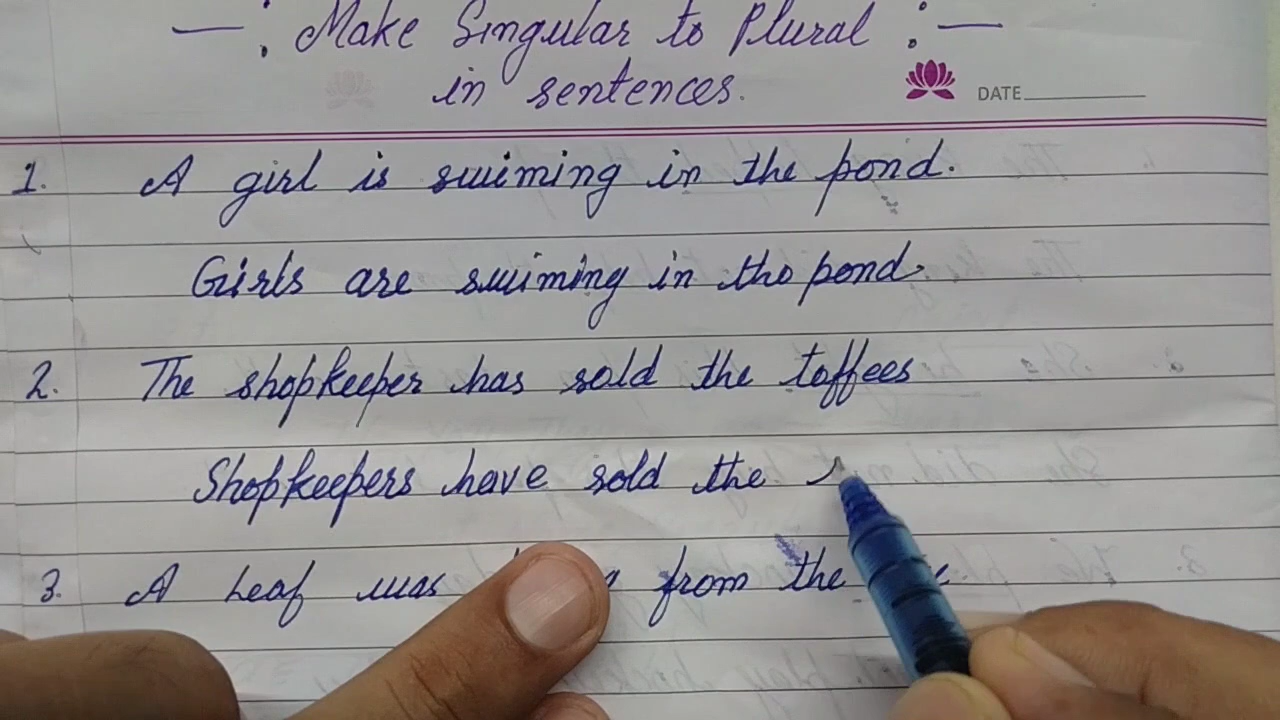 —: Make Singular to Plural :—
in sentences.
DATE
1. A girl is swiming in the pond.
Girls are swiming in the pond.
2. The shopkeeper has sold the toffees
Shopkeepers have sold the
3. A Leaf was from the